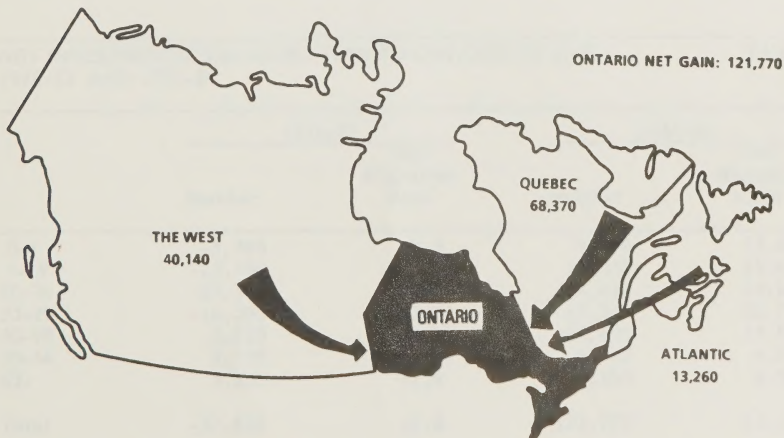 ONTARIO NET GAIN: 121,770
QUEBEC
68,370
THE WEST
40,140
ONTARIO
ATLANTIC
13,260